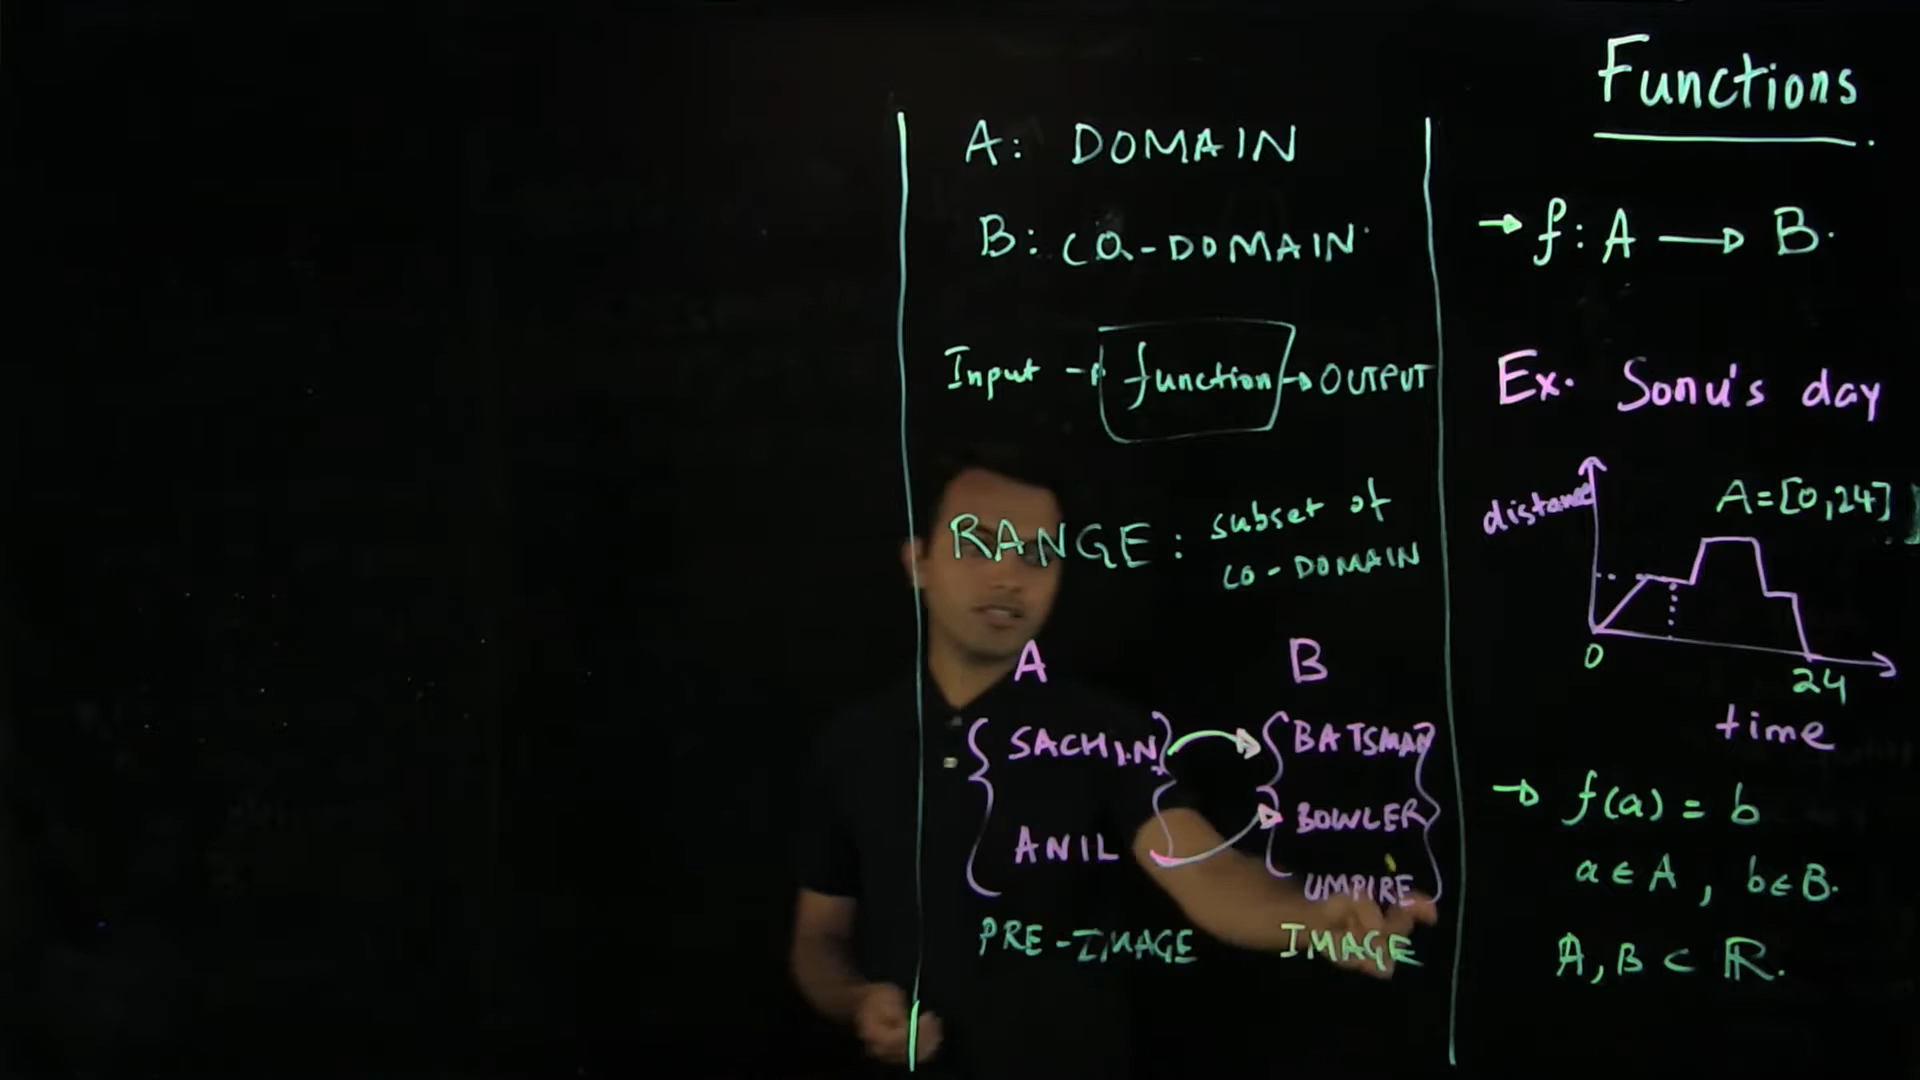 Functions
A: DOMAIN
B: CO-DOMAIN
Input → function → OUTPUT
RANGE: subset of
CO-DOMAIN
A B
{ SACHIN } { BATSMAN }
ANIL BOWLER
UMPIRE
PRE-IMAGE IMAGE
→ f: A → B.
Ex. Sonu's day
distance A=[0,24]
0 24
time
→ f(a) = b
a ∈ A, b ∈ B.
A, B ⊂ ℝ.